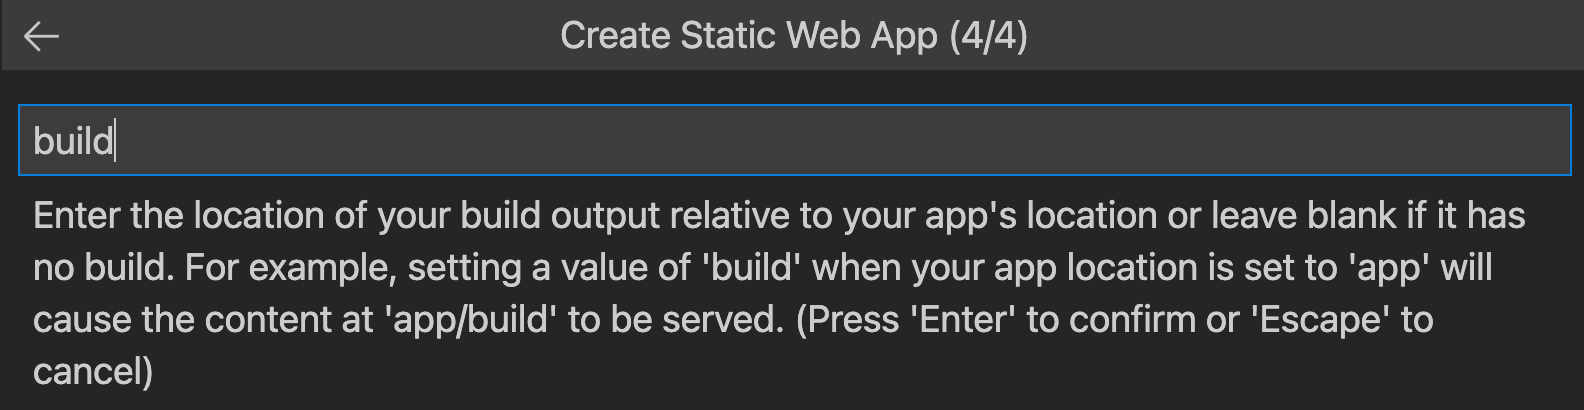 Create Static Web App (4/4)
build
Enter the location of your build output relative to your app's location or leave blank if it has
no build. For example, setting a value of 'build' when your app location is set to 'app' will
cause the content at 'app/build' to be served. (Press 'Enter' to confirm or 'Escape' to
cancel)